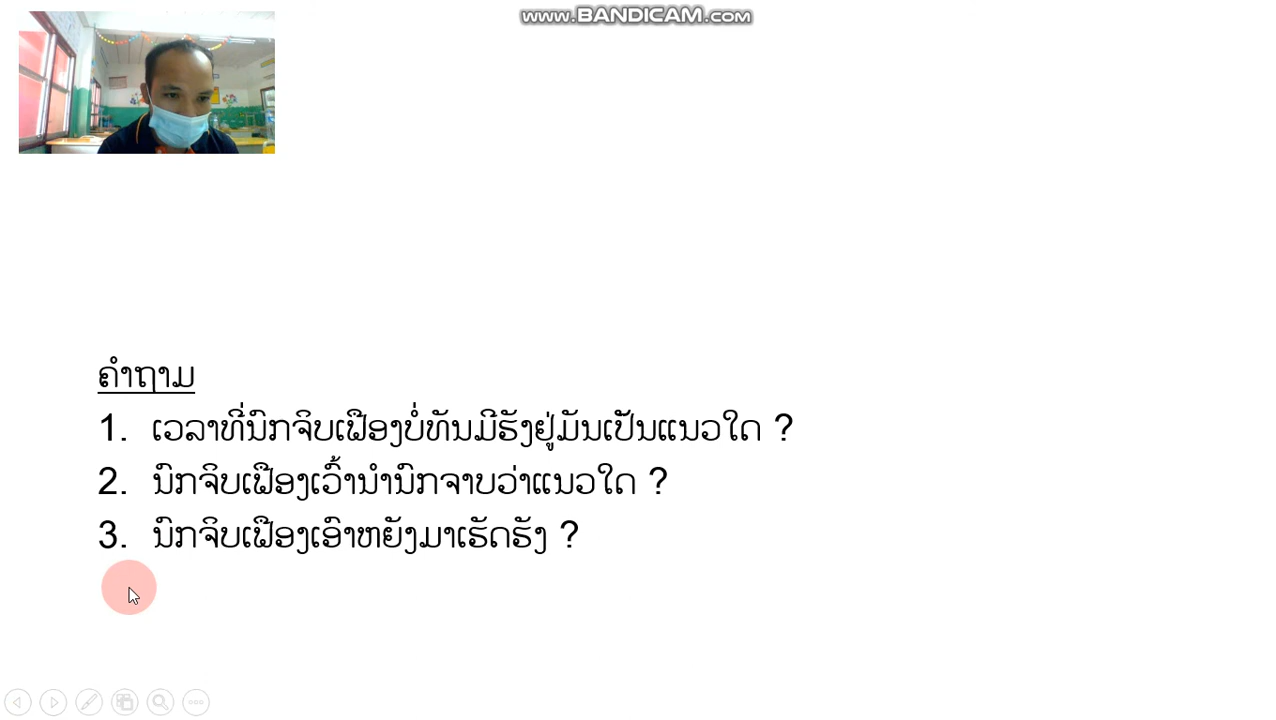 www.BANDICAM.com
ຄຳຖາມ
1. ເວລາທີ່ນົກຈິບເຟືອງບໍ່ທັນມີຮັງຢູ່ມັນເປັນແນວໃດ ?
2. ນົກຈິບເຟືອງເວົ້ານຳນົກຈາບວ່າແນວໃດ ?
3. ນົກຈິບເຟືອງເອົາຫຍັງມາເຮັດຮັງ ?